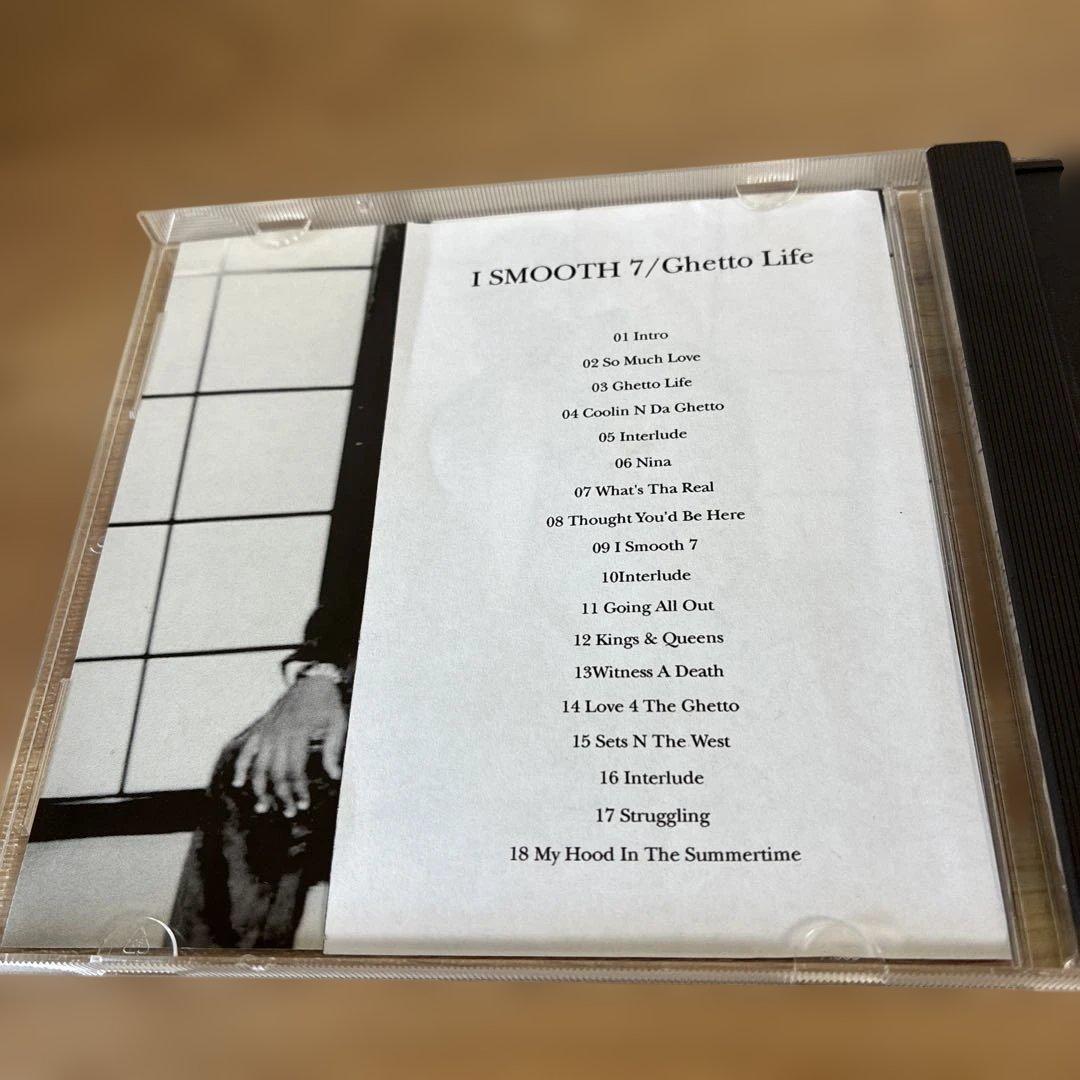 I SMOOTH 7/Ghetto Life
01 Intro
02 So Much Love
03 Ghetto Life
04 Coolin N Da Ghetto
05 Interlude
06 Nina
07 What's Tha Real
08 Thought You'd Be Here
09 I Smooth 7
10Interlude
11 Going All Out
12 Kings & Queens
13Witness A Death
14 Love 4 The Ghetto
15 Sets N The West
16 Interlude
17 Struggling
18 My Hood In The Summertime